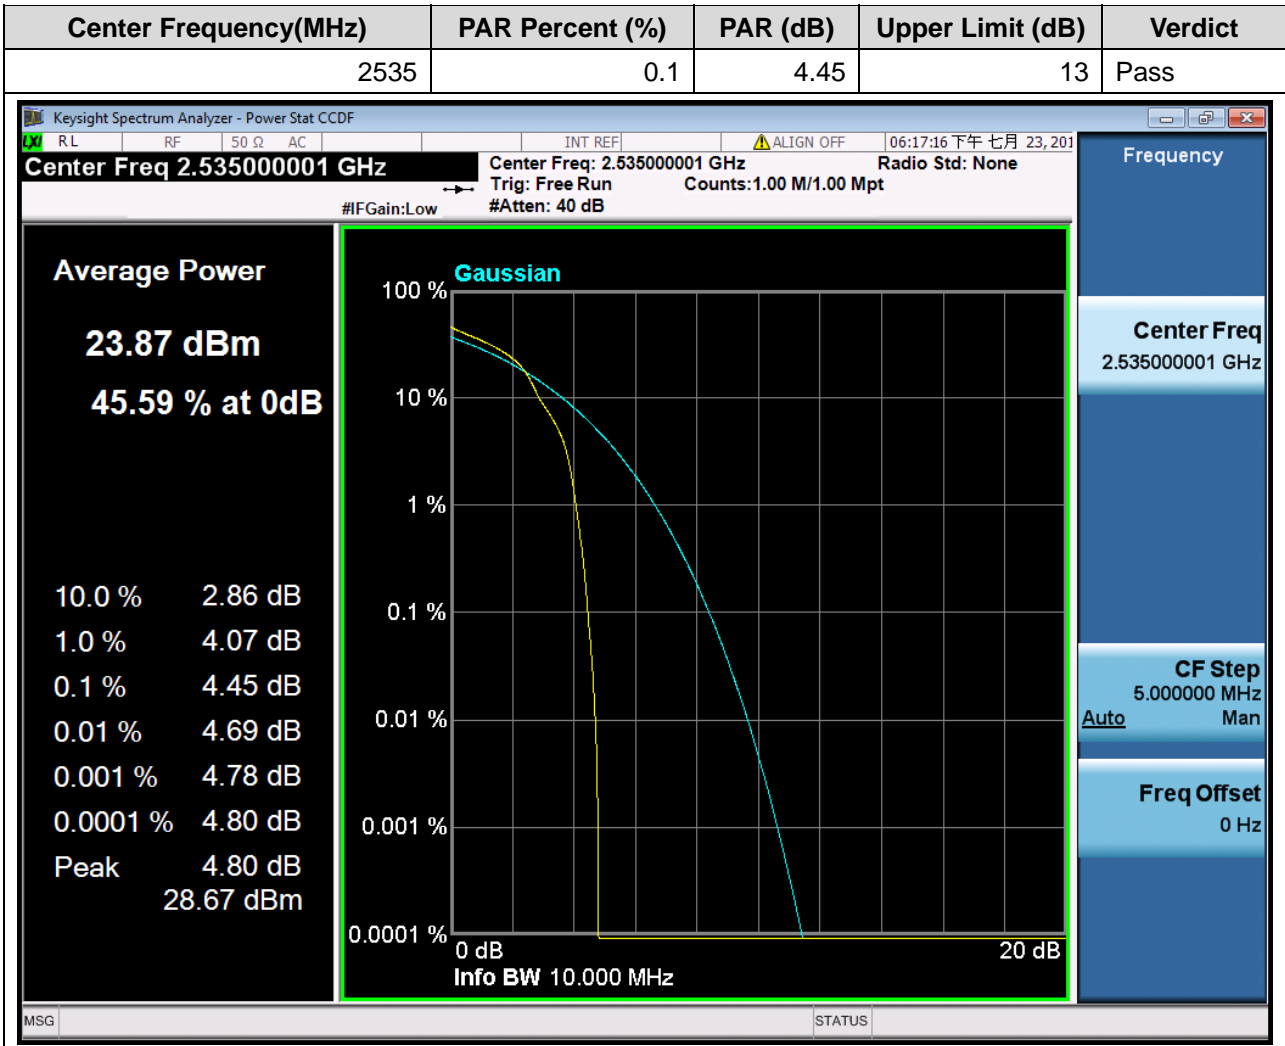 Center Frequency(MHz) PAR Percent (%) PAR (dB) Upper Limit (dB) Verdict
2535 0.1 4.45 13 Pass
Keysight Spectrum Analyzer - Power Stat CCDF
LXI RL RF 50 Ω AC INT REF ALIGN OFF 06:17:16 下午 七月 23, 201
Center Freq 2.535000001 GHz
Center Freq: 2.535000001 GHz Radio Std: None
Trig: Free Run Counts:1.00 M/1.00 Mpt
#IFGain:Low #Atten: 40 dB
Frequency
Average Power
23.87 dBm
45.59 % at 0dB
10.0 % 2.86 dB
1.0 % 4.07 dB
0.1 % 4.45 dB
0.01 % 4.69 dB
0.001 % 4.78 dB
0.0001 % 4.80 dB
Peak 4.80 dB
28.67 dBm
Gaussian
100 %
10 %
1 %
0.1 %
0.01 %
0.001 %
0.0001 %
0 dB 20 dB
Info BW 10.000 MHz
Center Freq
2.535000001 GHz
CF Step
5.000000 MHz
Auto Man
Freq Offset
0 Hz
MSG STATUS